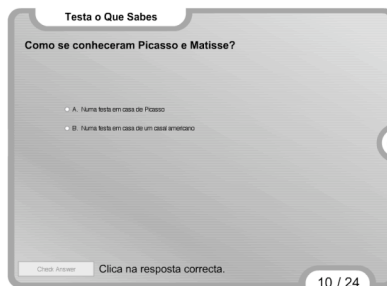 Testa o Que Sabes
Como se conheceram Picasso e Matisse?
A. Numa festa em casa de Picasso
B. Numa festa em casa de um casal americano
Check Answer
Clica na resposta correcta.
10 / 24